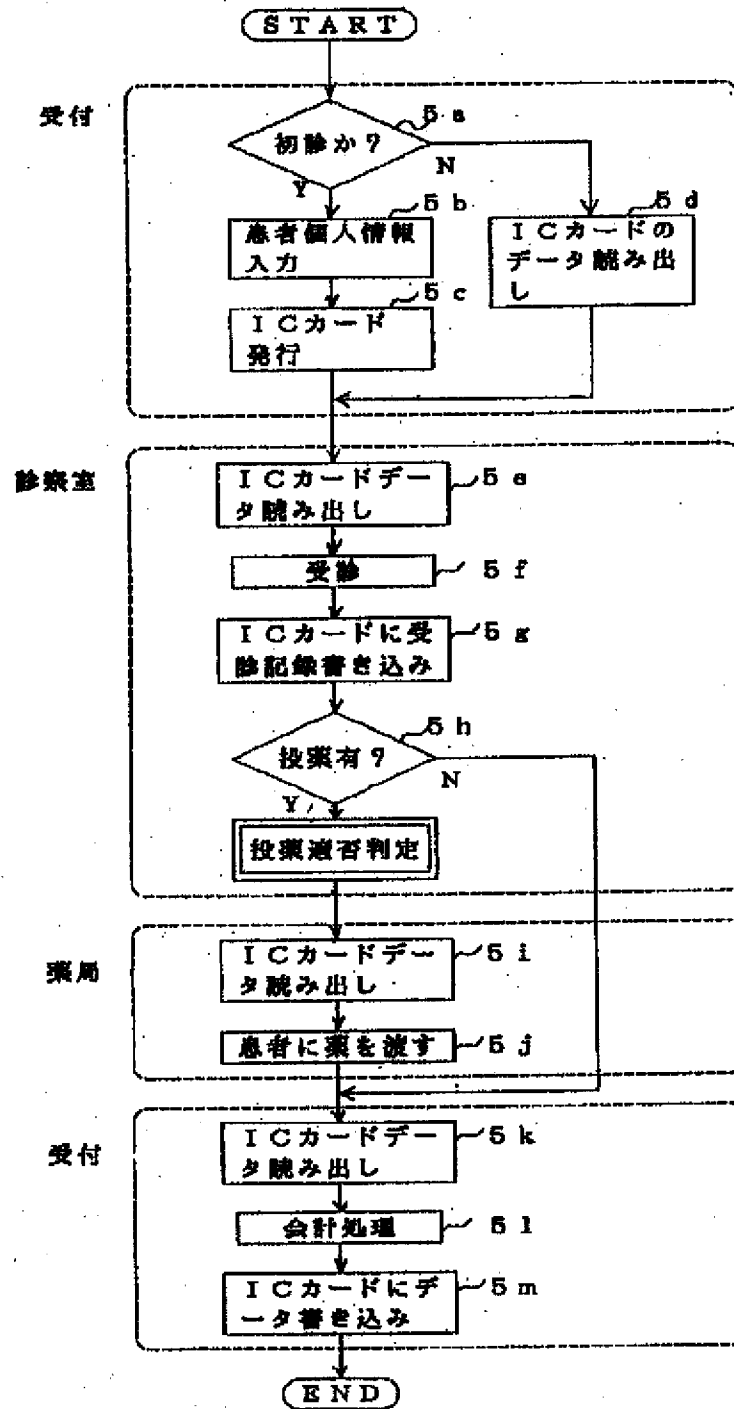 START
受付
5a
初診か?
N
Y
5b
5d
患者個人情報
入力
ICカードの
データ読み出
し
5c
ICカード
発行
診察室
ICカードデー
タ読み出し
5e
受診
5f
ICカードに受
診記録書き込み
5g
5h
投薬有?
N
Y
投薬適否判定
薬局
ICカードデー
タ読み出し
5i
患者に薬を渡す
5j
受付
ICカードデー
タ読み出し
5k
会計処理
5l
ICカードにデ
ータ書き込み
5m
END